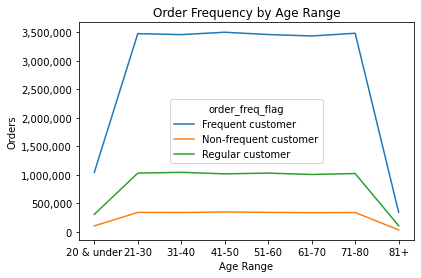 Order Frequency by Age Range
3,500,000
3,000,000
2,500,000
2,000,000
1,500,000
1,000,000
500,000
0
Orders
order_freq_flag
Frequent customer
Non-frequent customer
Regular customer
20 & under 21-30 31-40 41-50 51-60 61-70 71-80 81+
Age Range